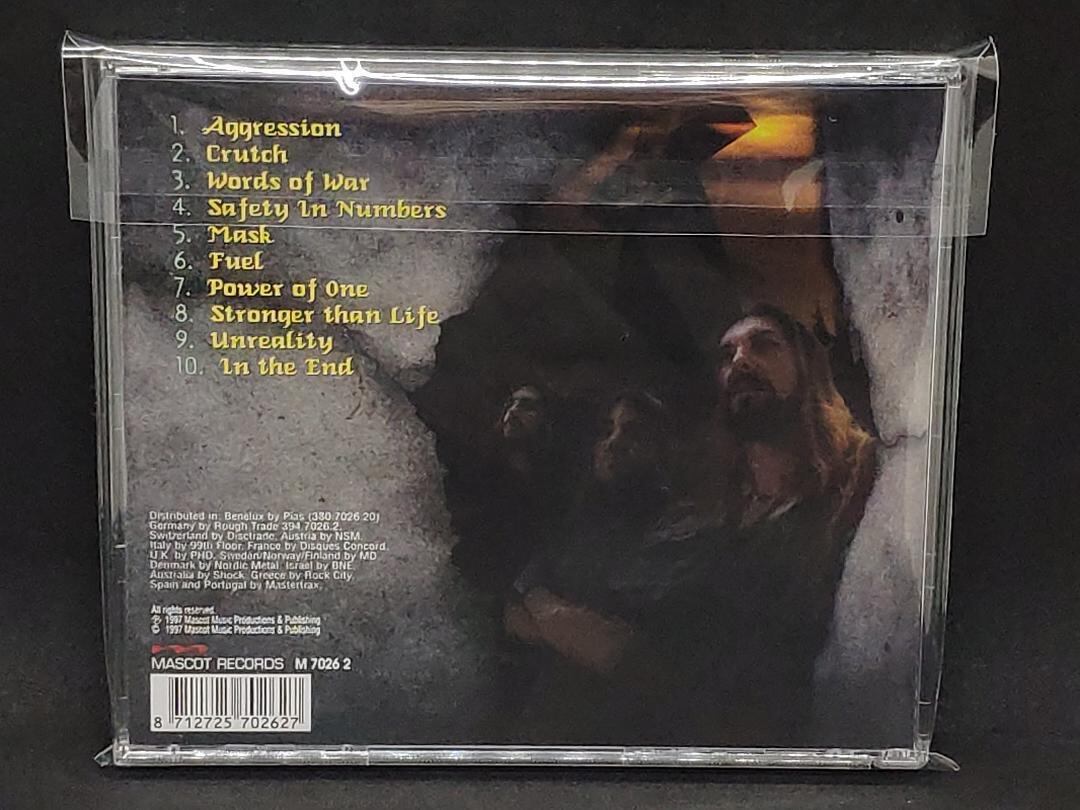 1. Aggression
2. Crutch
3. Words of War
4. Safety In Numbers
5. Mask
6. Fuel
7. Power of One
8. Stronger than Life
9. Unreality
10. In the End
Distributed in: Benelux by Pias (380.7026.20)
Germany by Rough Trade 394.7026.2.
Switzerland by Disctrade. Austria by NSM.
Italy by 99th Floor. France by Disques Concord.
U.K. by PHD. Sweden/Norway/Finland by MD
Denmark by Nordic Metal. Israel by BNE.
Australia by Shock. Greece by Rock City.
Spain and Portugal by Mastertrax.
All rights reserved.
℗ 1997 Mascot Music Productions & Publishing
© 1997 Mascot Music Productions & Publishing
MASCOT RECORDS M 7026 2
8 712725 702627